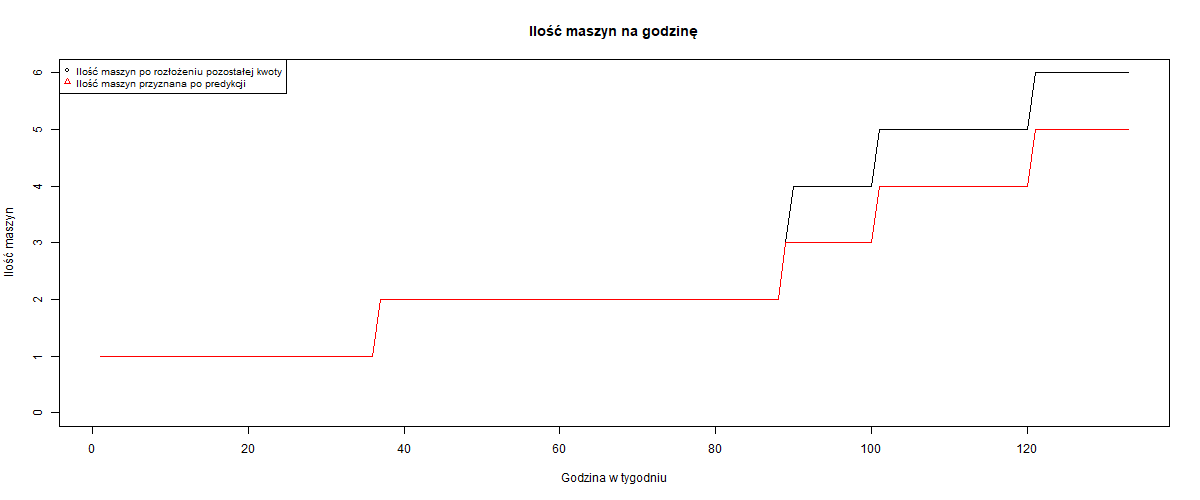 Ilość maszyn na godzinę
Ilość maszyn po rozłożeniu pozostałej kwoty
Ilość maszyn przyznana po predykcji
6
5
4
3
2
1
0
Ilość maszyn
0 20 40 60 80 100 120
Godzina w tygodniu